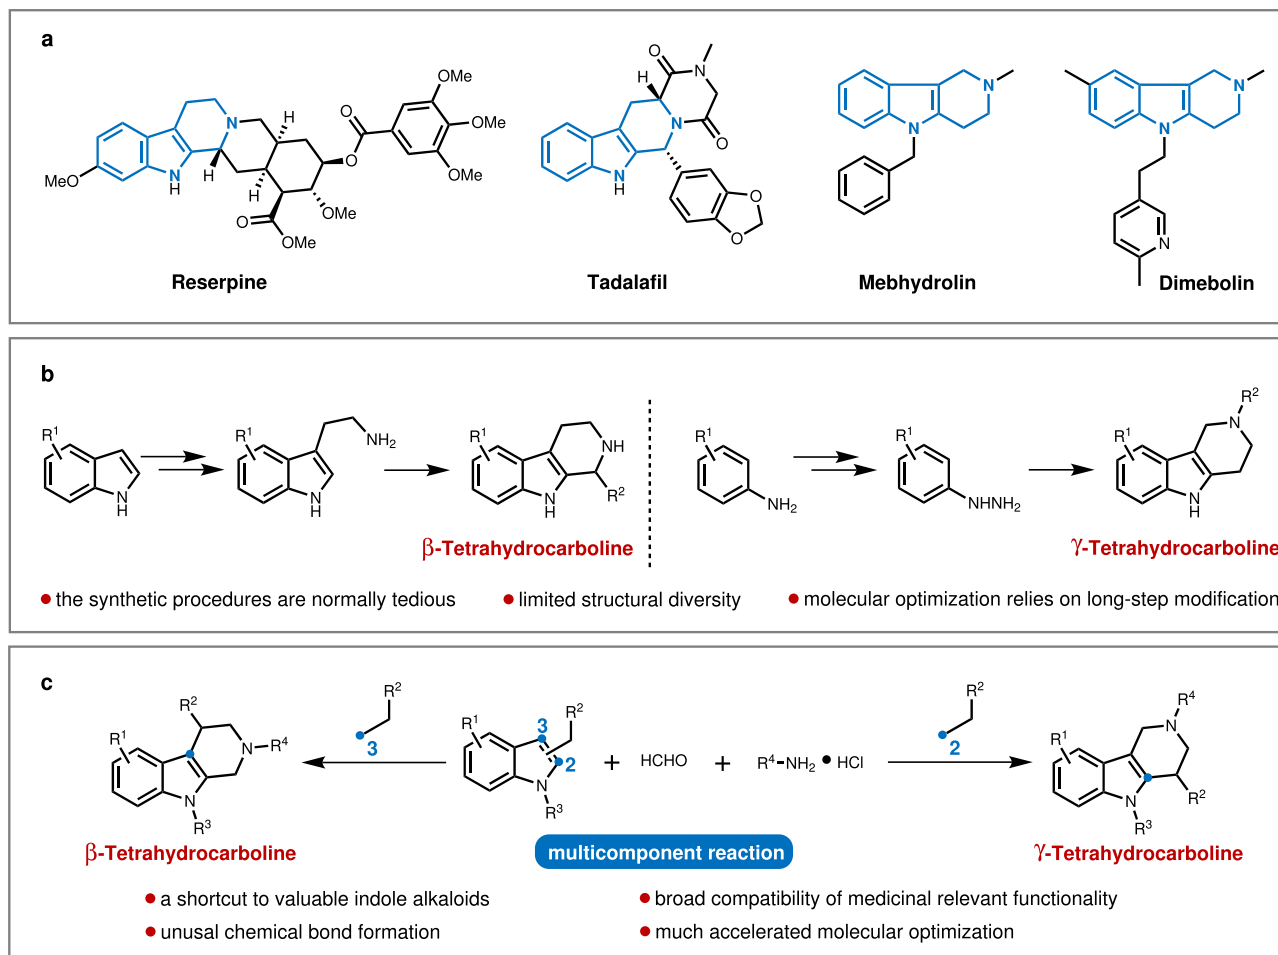 a
OMe
OMe
OMe
O
O
N
H
H
H
N
H
MeO
OMe
O
OMe
Reserpine
O
N
H
N
O
N
H
O
O
Tadalafil
N
N
Mebhydrolin
N
N
N
Dimebolin
b
R¹
N
H
R¹
NH₂
N
H
R¹
NH
R²
N
H
β-Tetrahydrocarboline
R¹
NH₂
R¹
NHNH₂
R²
N
R¹
N
H
γ-Tetrahydrocarboline
the synthetic procedures are normally tedious
limited structural diversity
molecular optimization relies on long-step modification
c
R²
R¹
N
R⁴
N
R³
β-Tetrahydrocarboline
R²
3
R¹
R²
3
2
N
R³
+
HCHO
+
R⁴-NH₂ • HCl
multicomponent reaction
R²
2
R⁴
N
R¹
N
R²
R³
γ-Tetrahydrocarboline
a shortcut to valuable indole alkaloids
broad compatibility of medicinal relevant functionality
unusal chemical bond formation
much accelerated molecular optimization